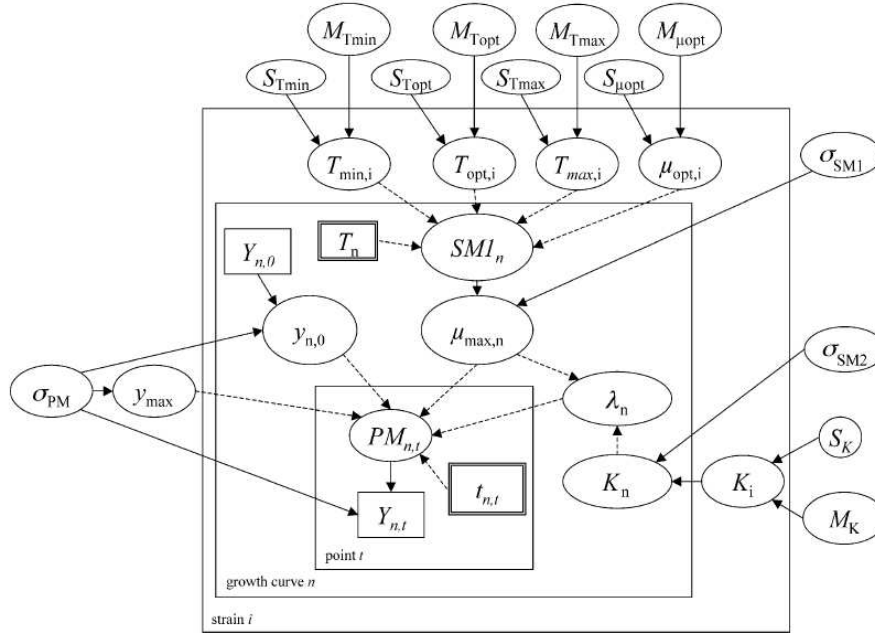 M_Tmin M_Topt M_Tmax M_μopt
S_Tmin S_Topt S_Tmax S_μopt
T_min,i T_opt,i T_max,i μ_opt,i σ_SM1
T_n SM1_n
Y_n,0
y_n,0 μ_max,n
σ_SM2
σ_PM y_max λ_n
PM_n,t S_K
t_n,t K_n K_i
Y_n,t M_K
point t
growth curve n
strain i